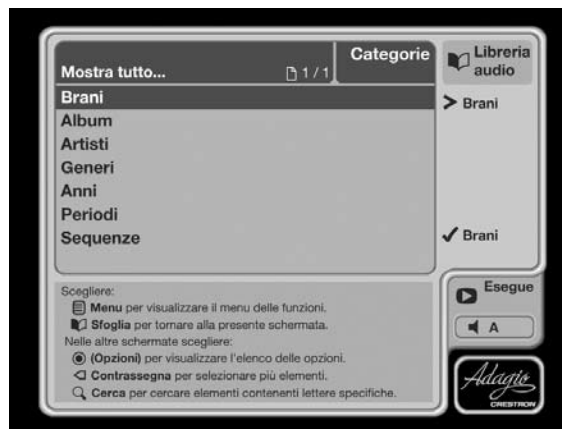 Categorie
Mostra tutto...
1 / 1
Libreria
audio
Brani
Album
Artisti
Generi
Anni
Periodi
Sequenze
> Brani
✓ Brani
Scegliere:
Menu per visualizzare il menu delle funzioni.
Sfoglia per tornare alla presente schermata.
Nelle altre schermate scegliere:
(Opzioni) per visualizzare l'elenco delle opzioni.
Contrassegna per selezionare più elementi.
Cerca per cercare elementi contenenti lettere specifiche.
Esegue
A
Adagio
CRESTRON